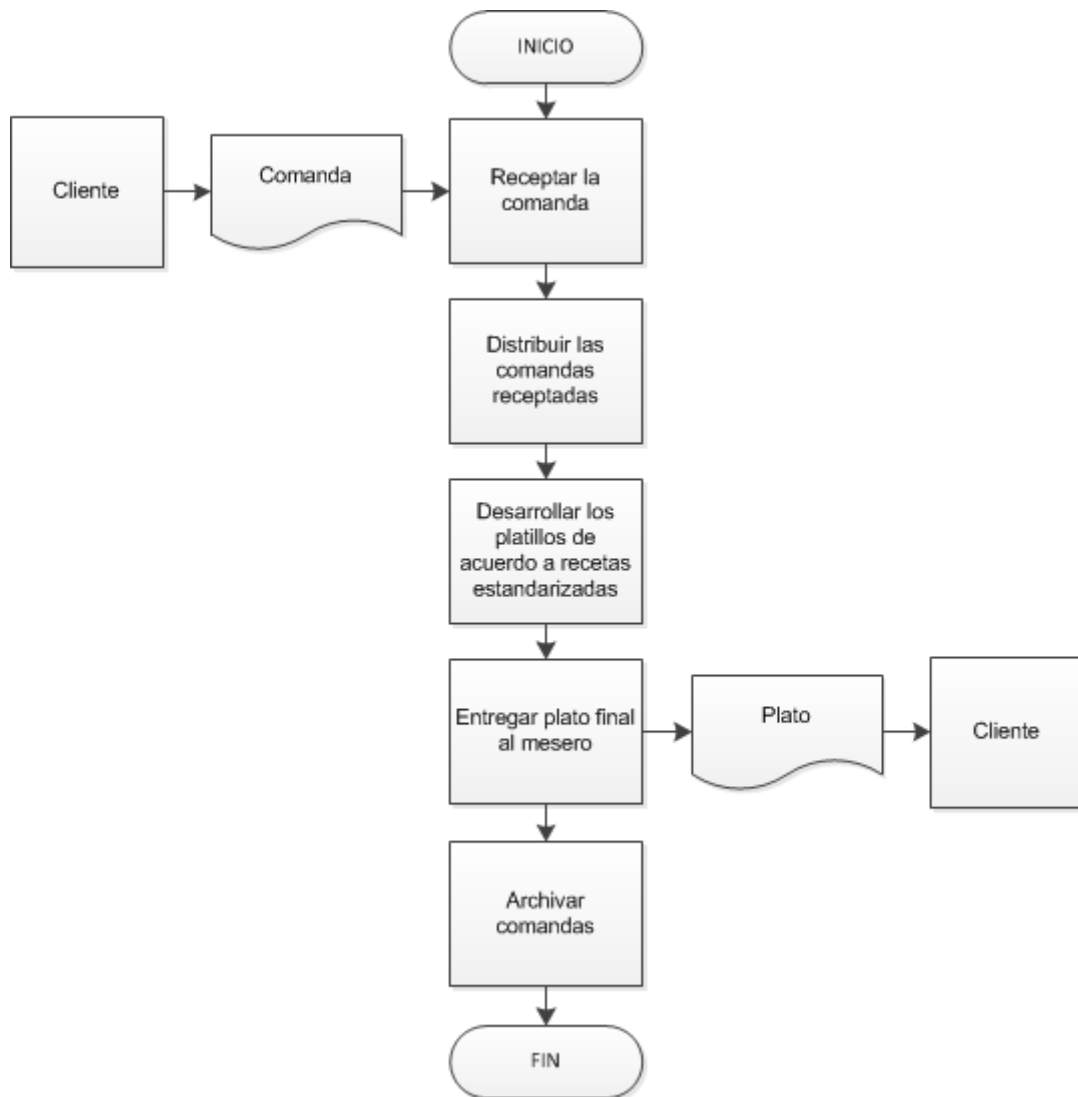 INICIO
Cliente
Comanda
Receptar la
comanda
Distribuir las
comandas
receptadas
Desarrollar los
platillos de
acuerdo a recetas
estandarizadas
Entregar plato final
al mesero
Plato
Cliente
Archivar
comandas
FIN